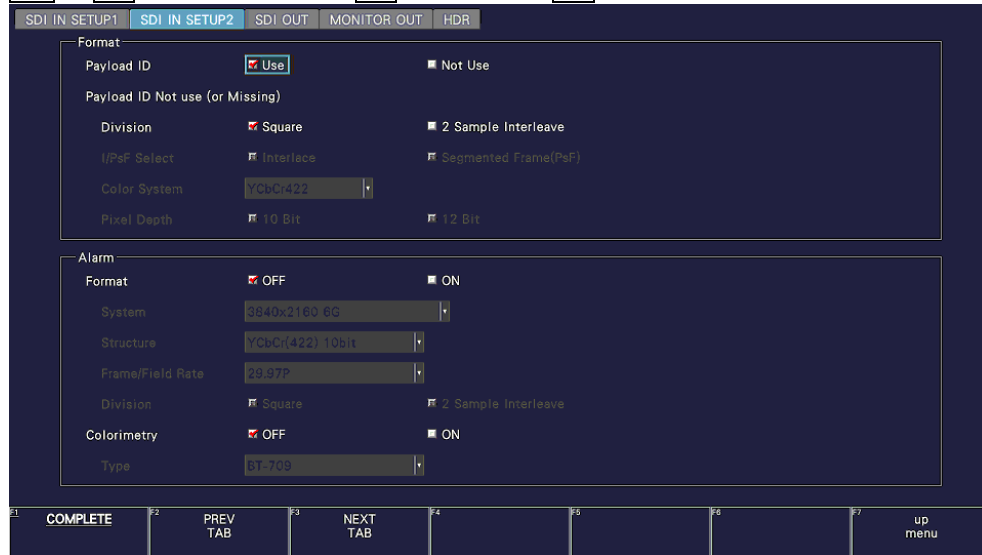 SDI IN SETUP1 SDI IN SETUP2 SDI OUT MONITOR OUT HDR
Format
Payload ID Use Not Use
Payload ID Not use (or Missing)
Division Square 2 Sample Interleave
I/PsF Select Interlace Segmented Frame(PsF)
Color System YCbCr422
Pixel Depth 10 Bit 12 Bit
Alarm
Format OFF ON
System 3840x2160 6G
Structure YCbCr(422) 10bit
Frame/Field Rate 29.97P
Division Square 2 Sample Interleave
Colorimetry OFF ON
Type BT-709
F1 COMPLETE F2 PREV TAB F3 NEXT TAB F4 F5 F6 F7 up menu